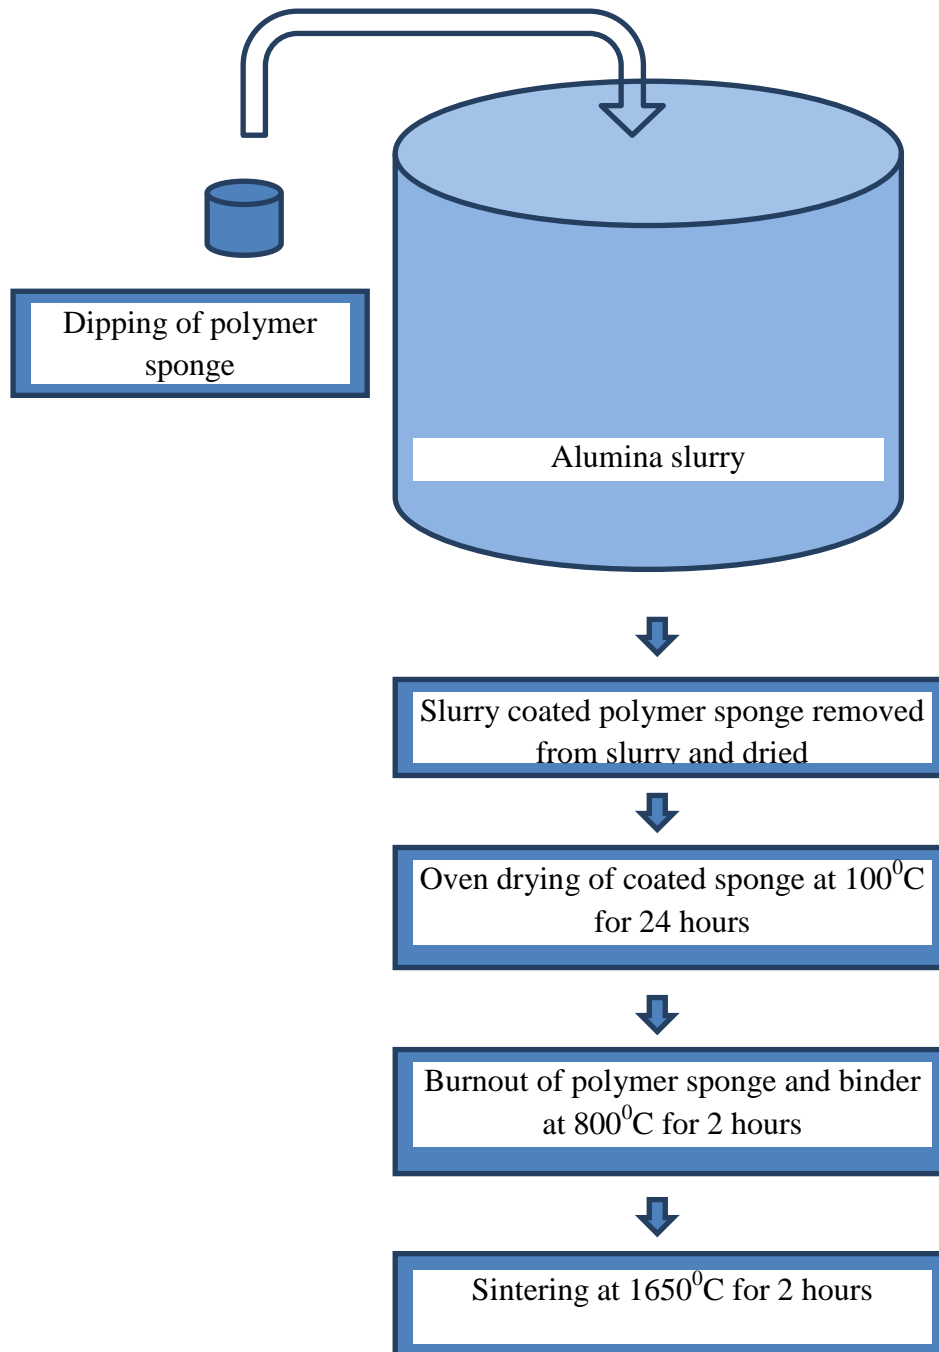 Dipping of polymer
sponge
Alumina slurry
Slurry coated polymer sponge removed
from slurry and dried
Oven drying of coated sponge at 100⁰C
for 24 hours
Burnout of polymer sponge and binder
at 800⁰C for 2 hours
Sintering at 1650⁰C for 2 hours